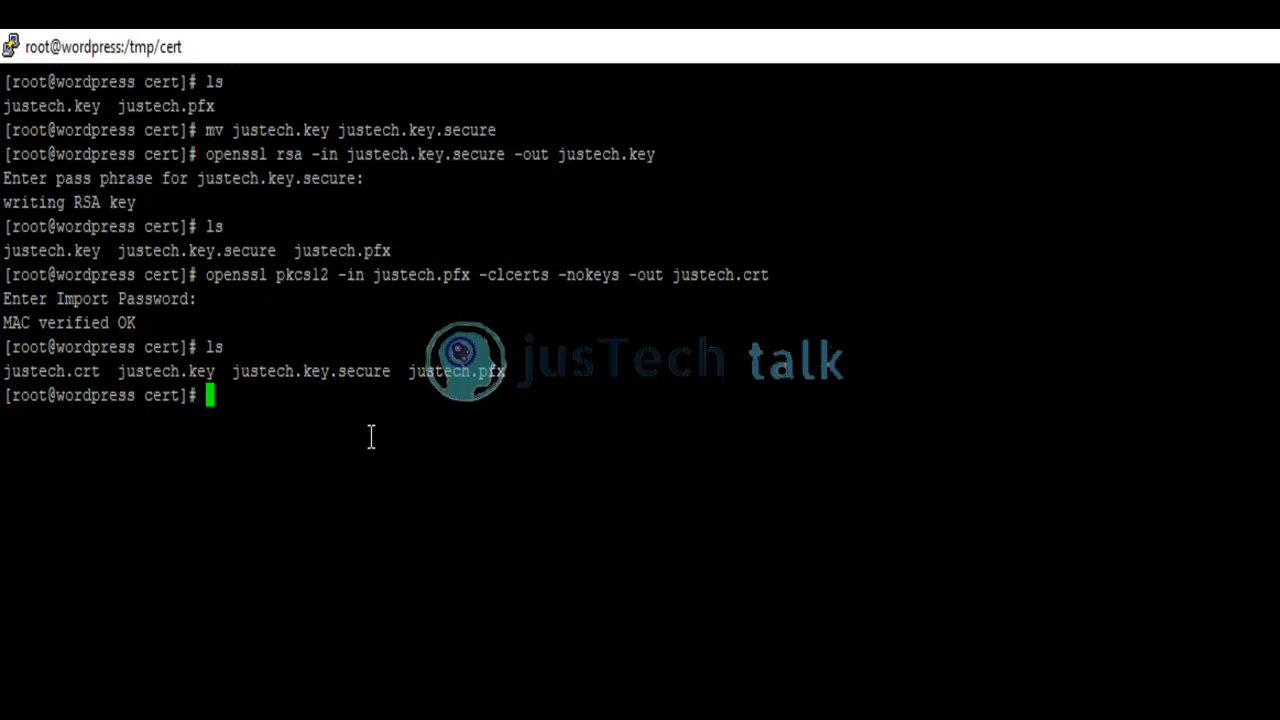 root@wordpress:/tmp/cert
[root@wordpress cert]# ls
justech.key  justech.pfx
[root@wordpress cert]# mv justech.key justech.key.secure
[root@wordpress cert]# openssl rsa -in justech.key.secure -out justech.key
Enter pass phrase for justech.key.secure:
writing RSA key
[root@wordpress cert]# ls
justech.key  justech.key.secure  justech.pfx
[root@wordpress cert]# openssl pkcs12 -in justech.pfx -clcerts -nokeys -out justech.crt
Enter Import Password:
MAC verified OK
[root@wordpress cert]# ls
justech.crt  justech.key  justech.key.secure  justech.pfx
[root@wordpress cert]#
jusTech talk